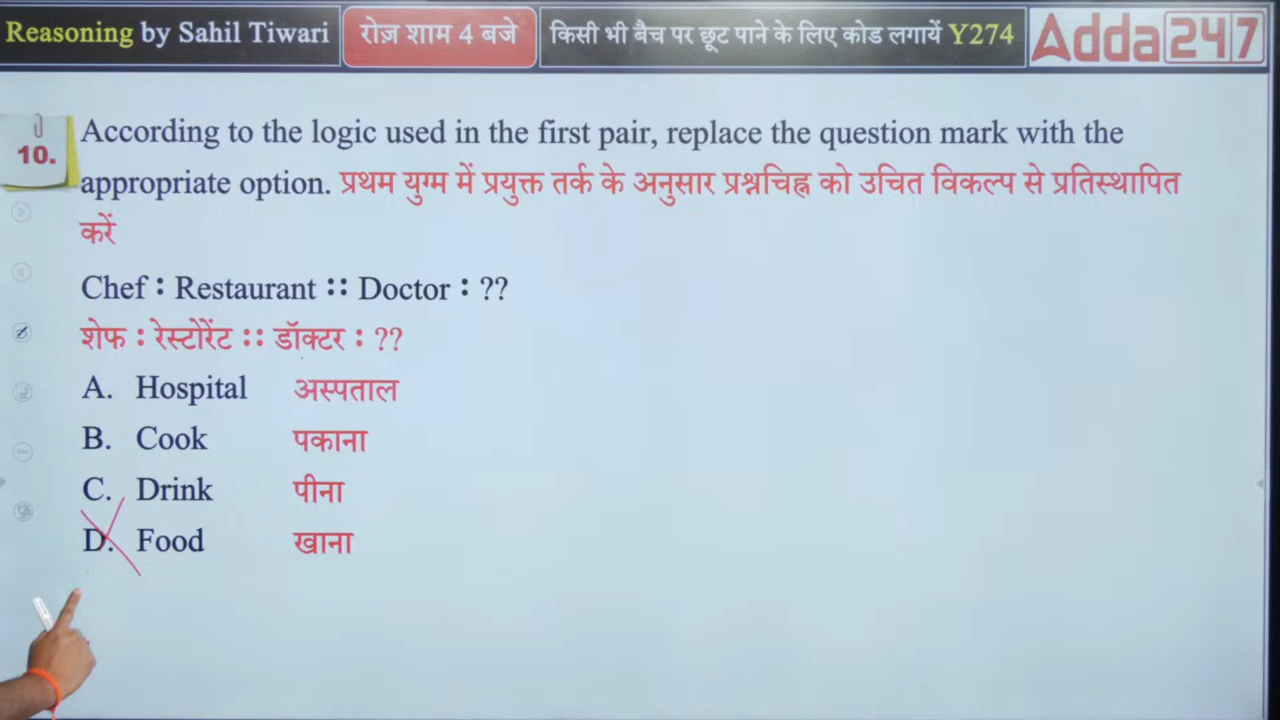 Reasoning by Sahil Tiwari
रोज़ शाम 4 बजे
किसी भी बैच पर छूट पाने के लिए कोड लगायें Y274
Adda247
10.
According to the logic used in the first pair, replace the question mark with the
appropriate option. प्रथम युग्म में प्रयुक्त तर्क के अनुसार प्रश्नचिह्न को उचित विकल्प से प्रतिस्थापित
करें
Chef : Restaurant :: Doctor : ??
शेफ : रेस्टोरेंट :: डॉक्टर : ??
A. Hospital अस्पताल
B. Cook पकाना
C. Drink पीना
D. Food खाना